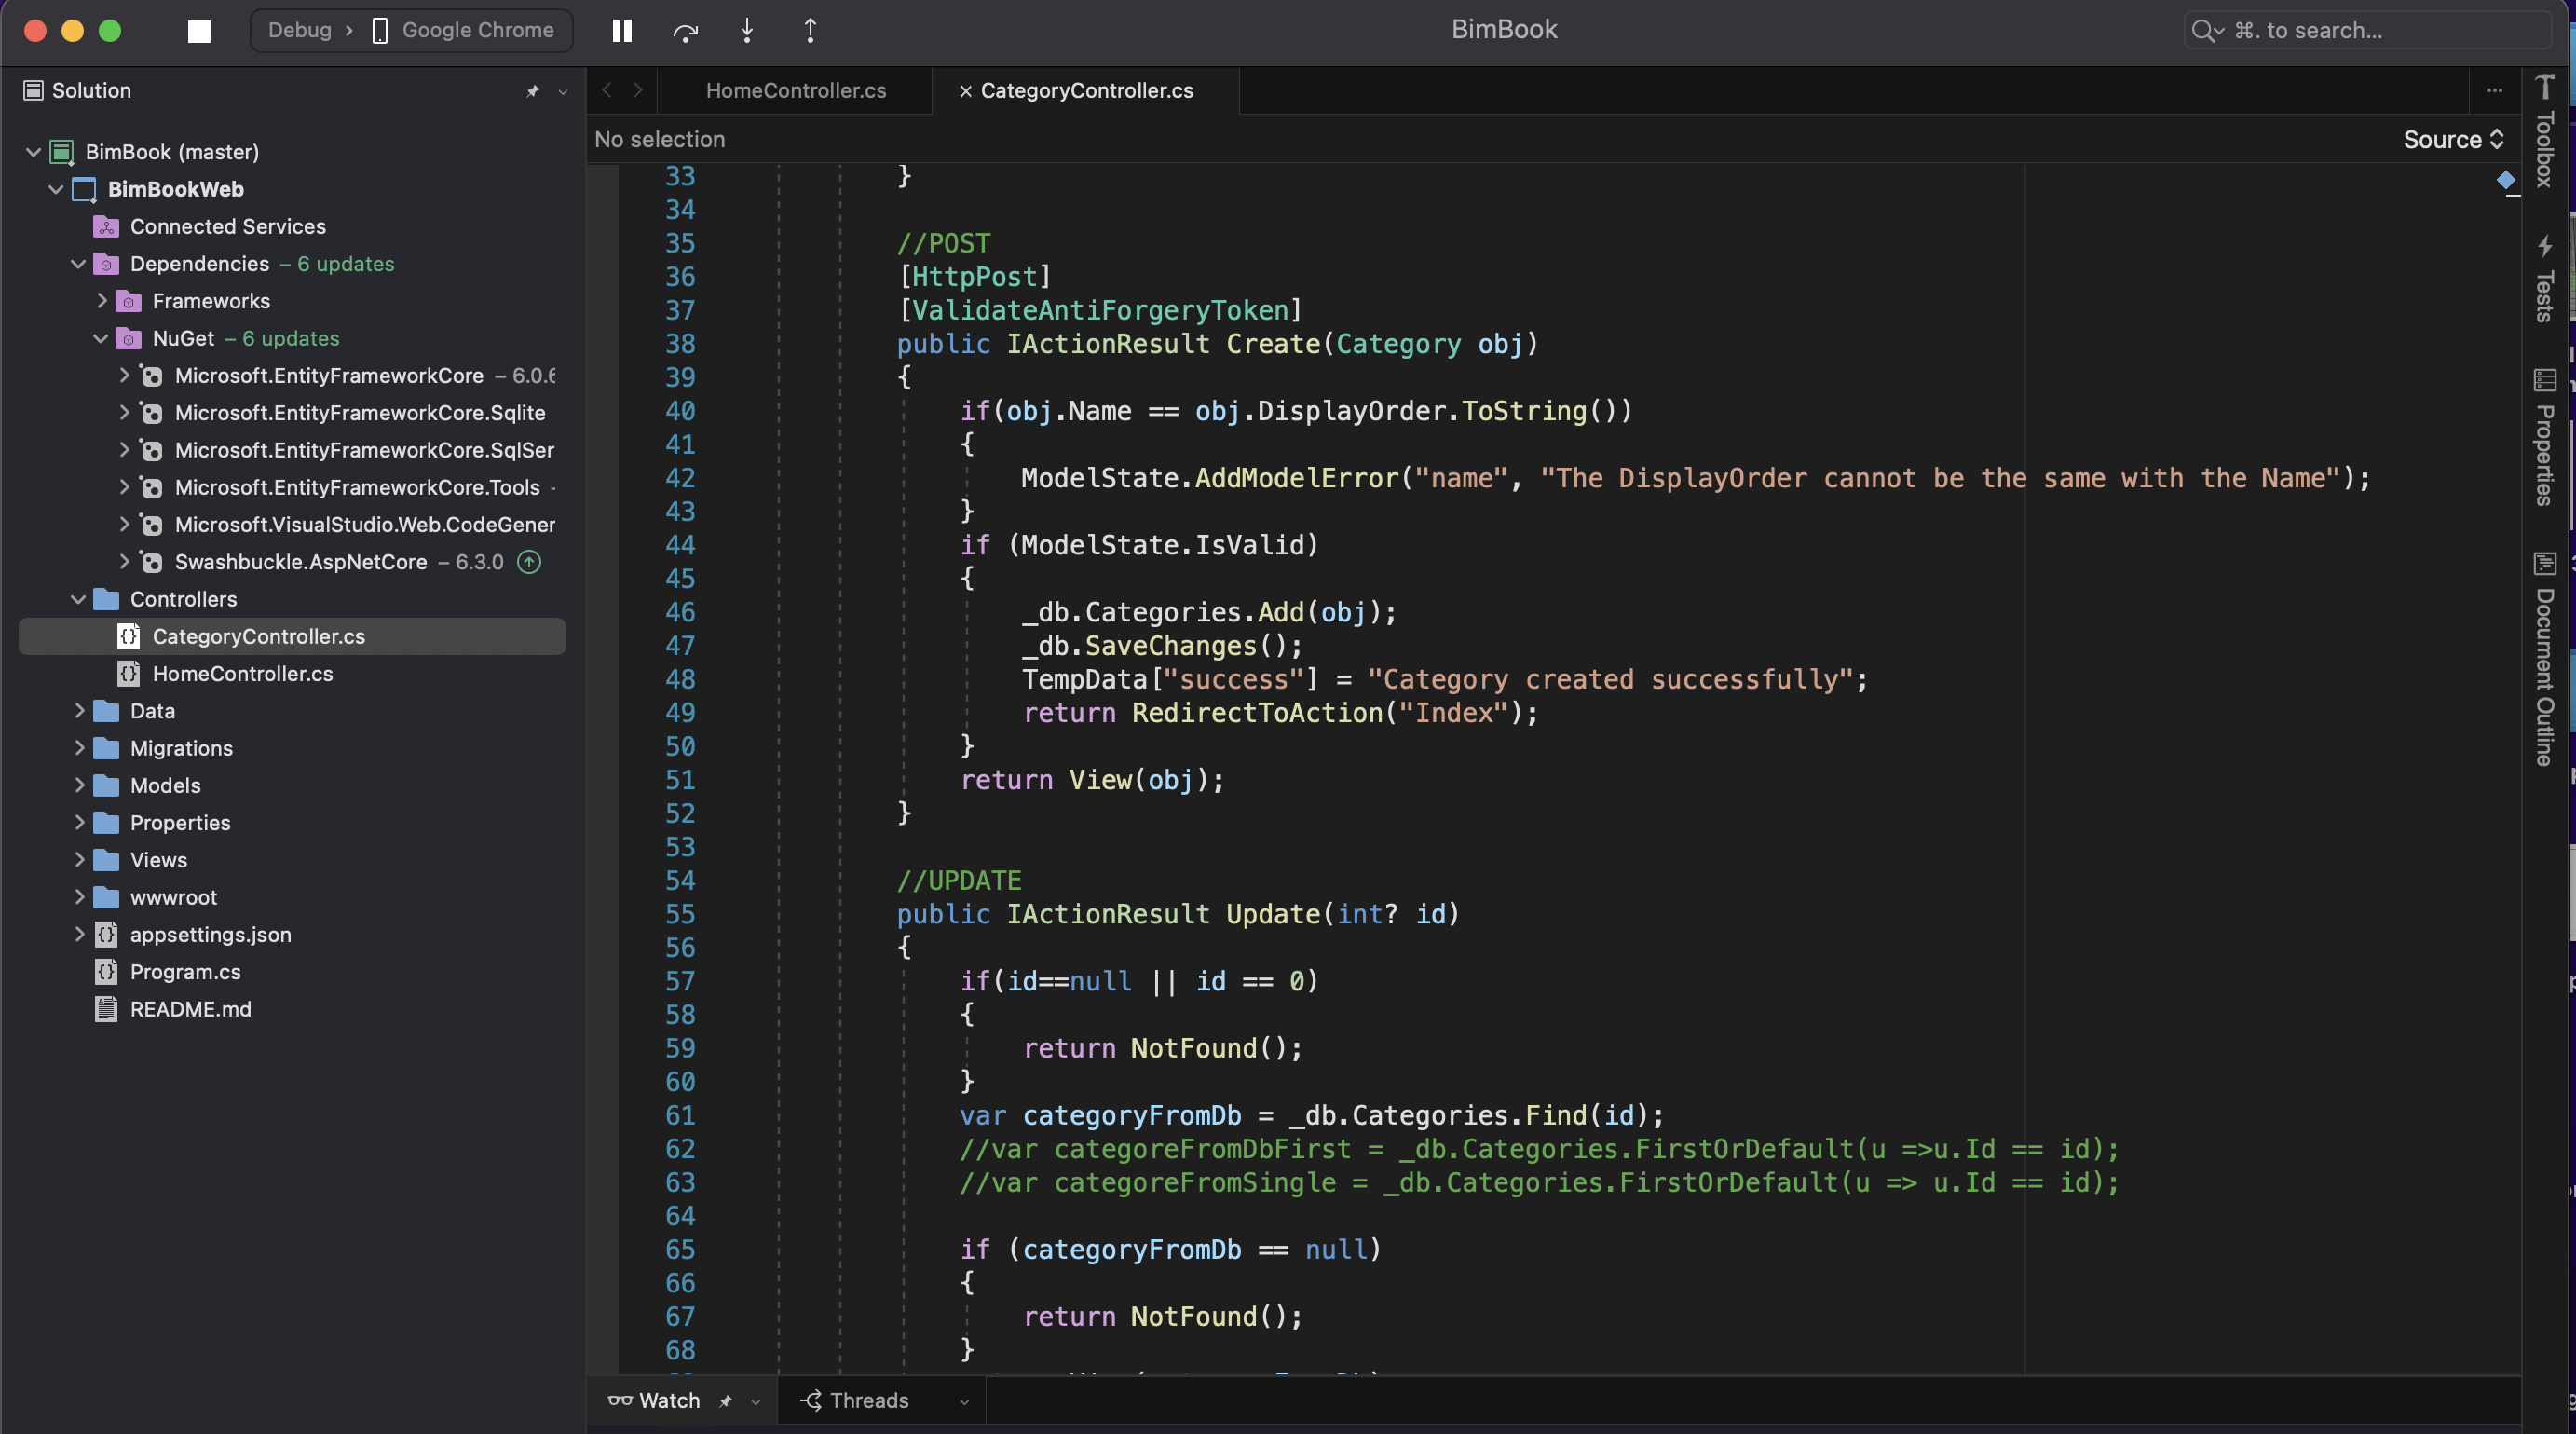 Debug › Google Chrome
BimBook
⌘. to search...
Solution
BimBook (master)
BimBookWeb
Connected Services
Dependencies – 6 updates
Frameworks
NuGet – 6 updates
Microsoft.EntityFrameworkCore – 6.0.6
Microsoft.EntityFrameworkCore.Sqlite
Microsoft.EntityFrameworkCore.SqlSer
Microsoft.EntityFrameworkCore.Tools -
Microsoft.VisualStudio.Web.CodeGener
Swashbuckle.AspNetCore – 6.3.0
Controllers
CategoryController.cs
HomeController.cs
Data
Migrations
Models
Properties
Views
wwwroot
appsettings.json
Program.cs
README.md
HomeController.cs
× CategoryController.cs
No selection
Source
33 }
34
35 //POST
36 [HttpPost]
37 [ValidateAntiForgeryToken]
38 public IActionResult Create(Category obj)
39 {
40 if(obj.Name == obj.DisplayOrder.ToString())
41 {
42 ModelState.AddModelError("name", "The DisplayOrder cannot be the same with the Name");
43 }
44 if (ModelState.IsValid)
45 {
46 _db.Categories.Add(obj);
47 _db.SaveChanges();
48 TempData["success"] = "Category created successfully";
49 return RedirectToAction("Index");
50 }
51 return View(obj);
52 }
53
54 //UPDATE
55 public IActionResult Update(int? id)
56 {
57 if(id==null || id == 0)
58 {
59 return NotFound();
60 }
61 var categoryFromDb = _db.Categories.Find(id);
62 //var categoreFromDbFirst = _db.Categories.FirstOrDefault(u =>u.Id == id);
63 //var categoreFromSingle = _db.Categories.FirstOrDefault(u => u.Id == id);
64
65 if (categoryFromDb == null)
66 {
67 return NotFound();
68 }
Watch
Threads
Toolbox
Tests
Properties
Document Outline